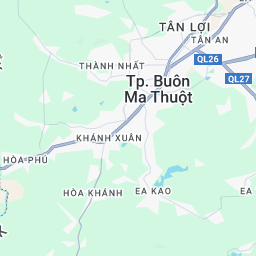 TÂN LỢI
TÂN AN
QL26
THÀNH NHẤT
Tp. Buôn
Ma Thuột
QL27
KHÁNH XUÂN
HÒA PHÚ
HÒA KHÁNH
EA KAO